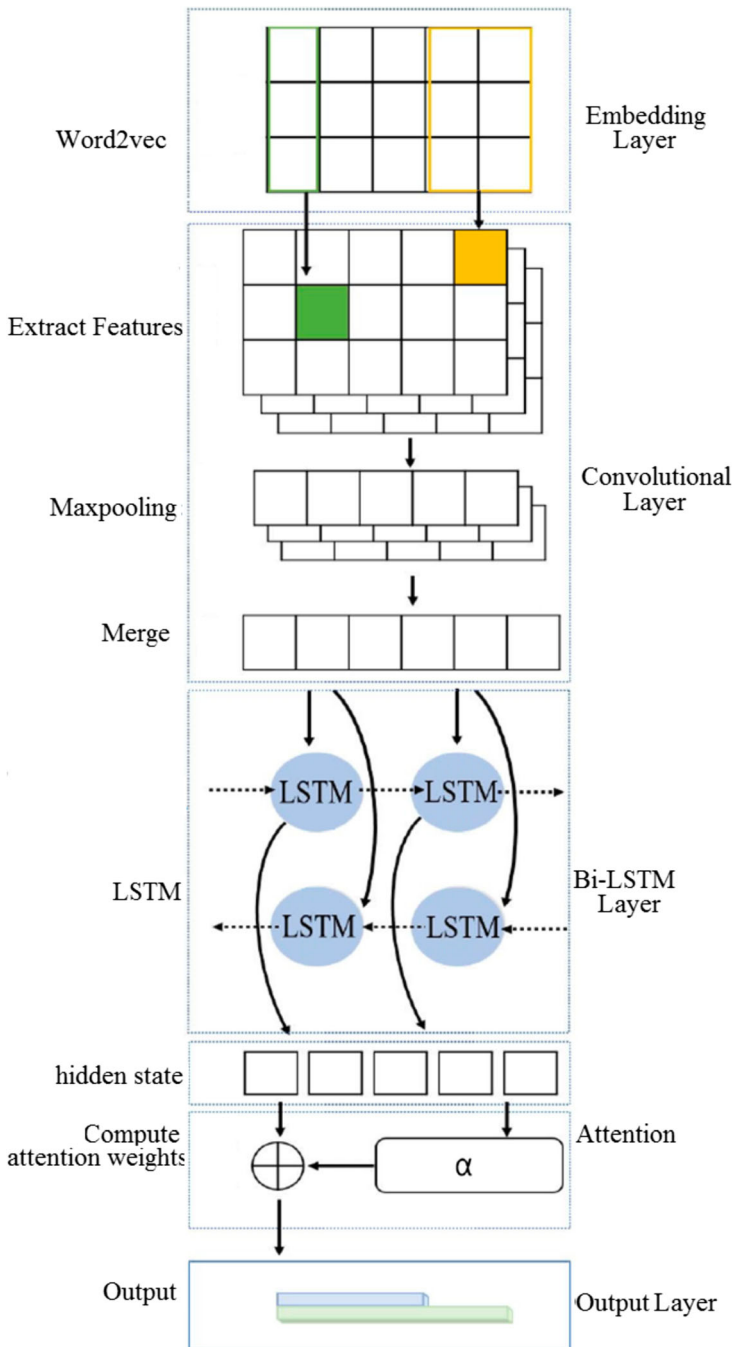 Word2vec
Embedding
Layer
Extract Features
Maxpooling
Convolutional
Layer
Merge
LSTM
LSTM
LSTM
Bi-LSTM
Layer
LSTM
LSTM
hidden state
Compute
attention weights
Attention
α
Output
Output Layer